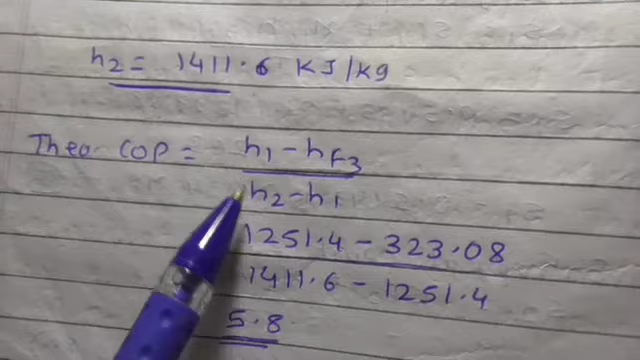 h2 = 1411.6 KJ/kg
Theo. COP = h1 - hF3
h2 - h1
1251.4 - 323.08
1411.6 - 1251.4
5.8